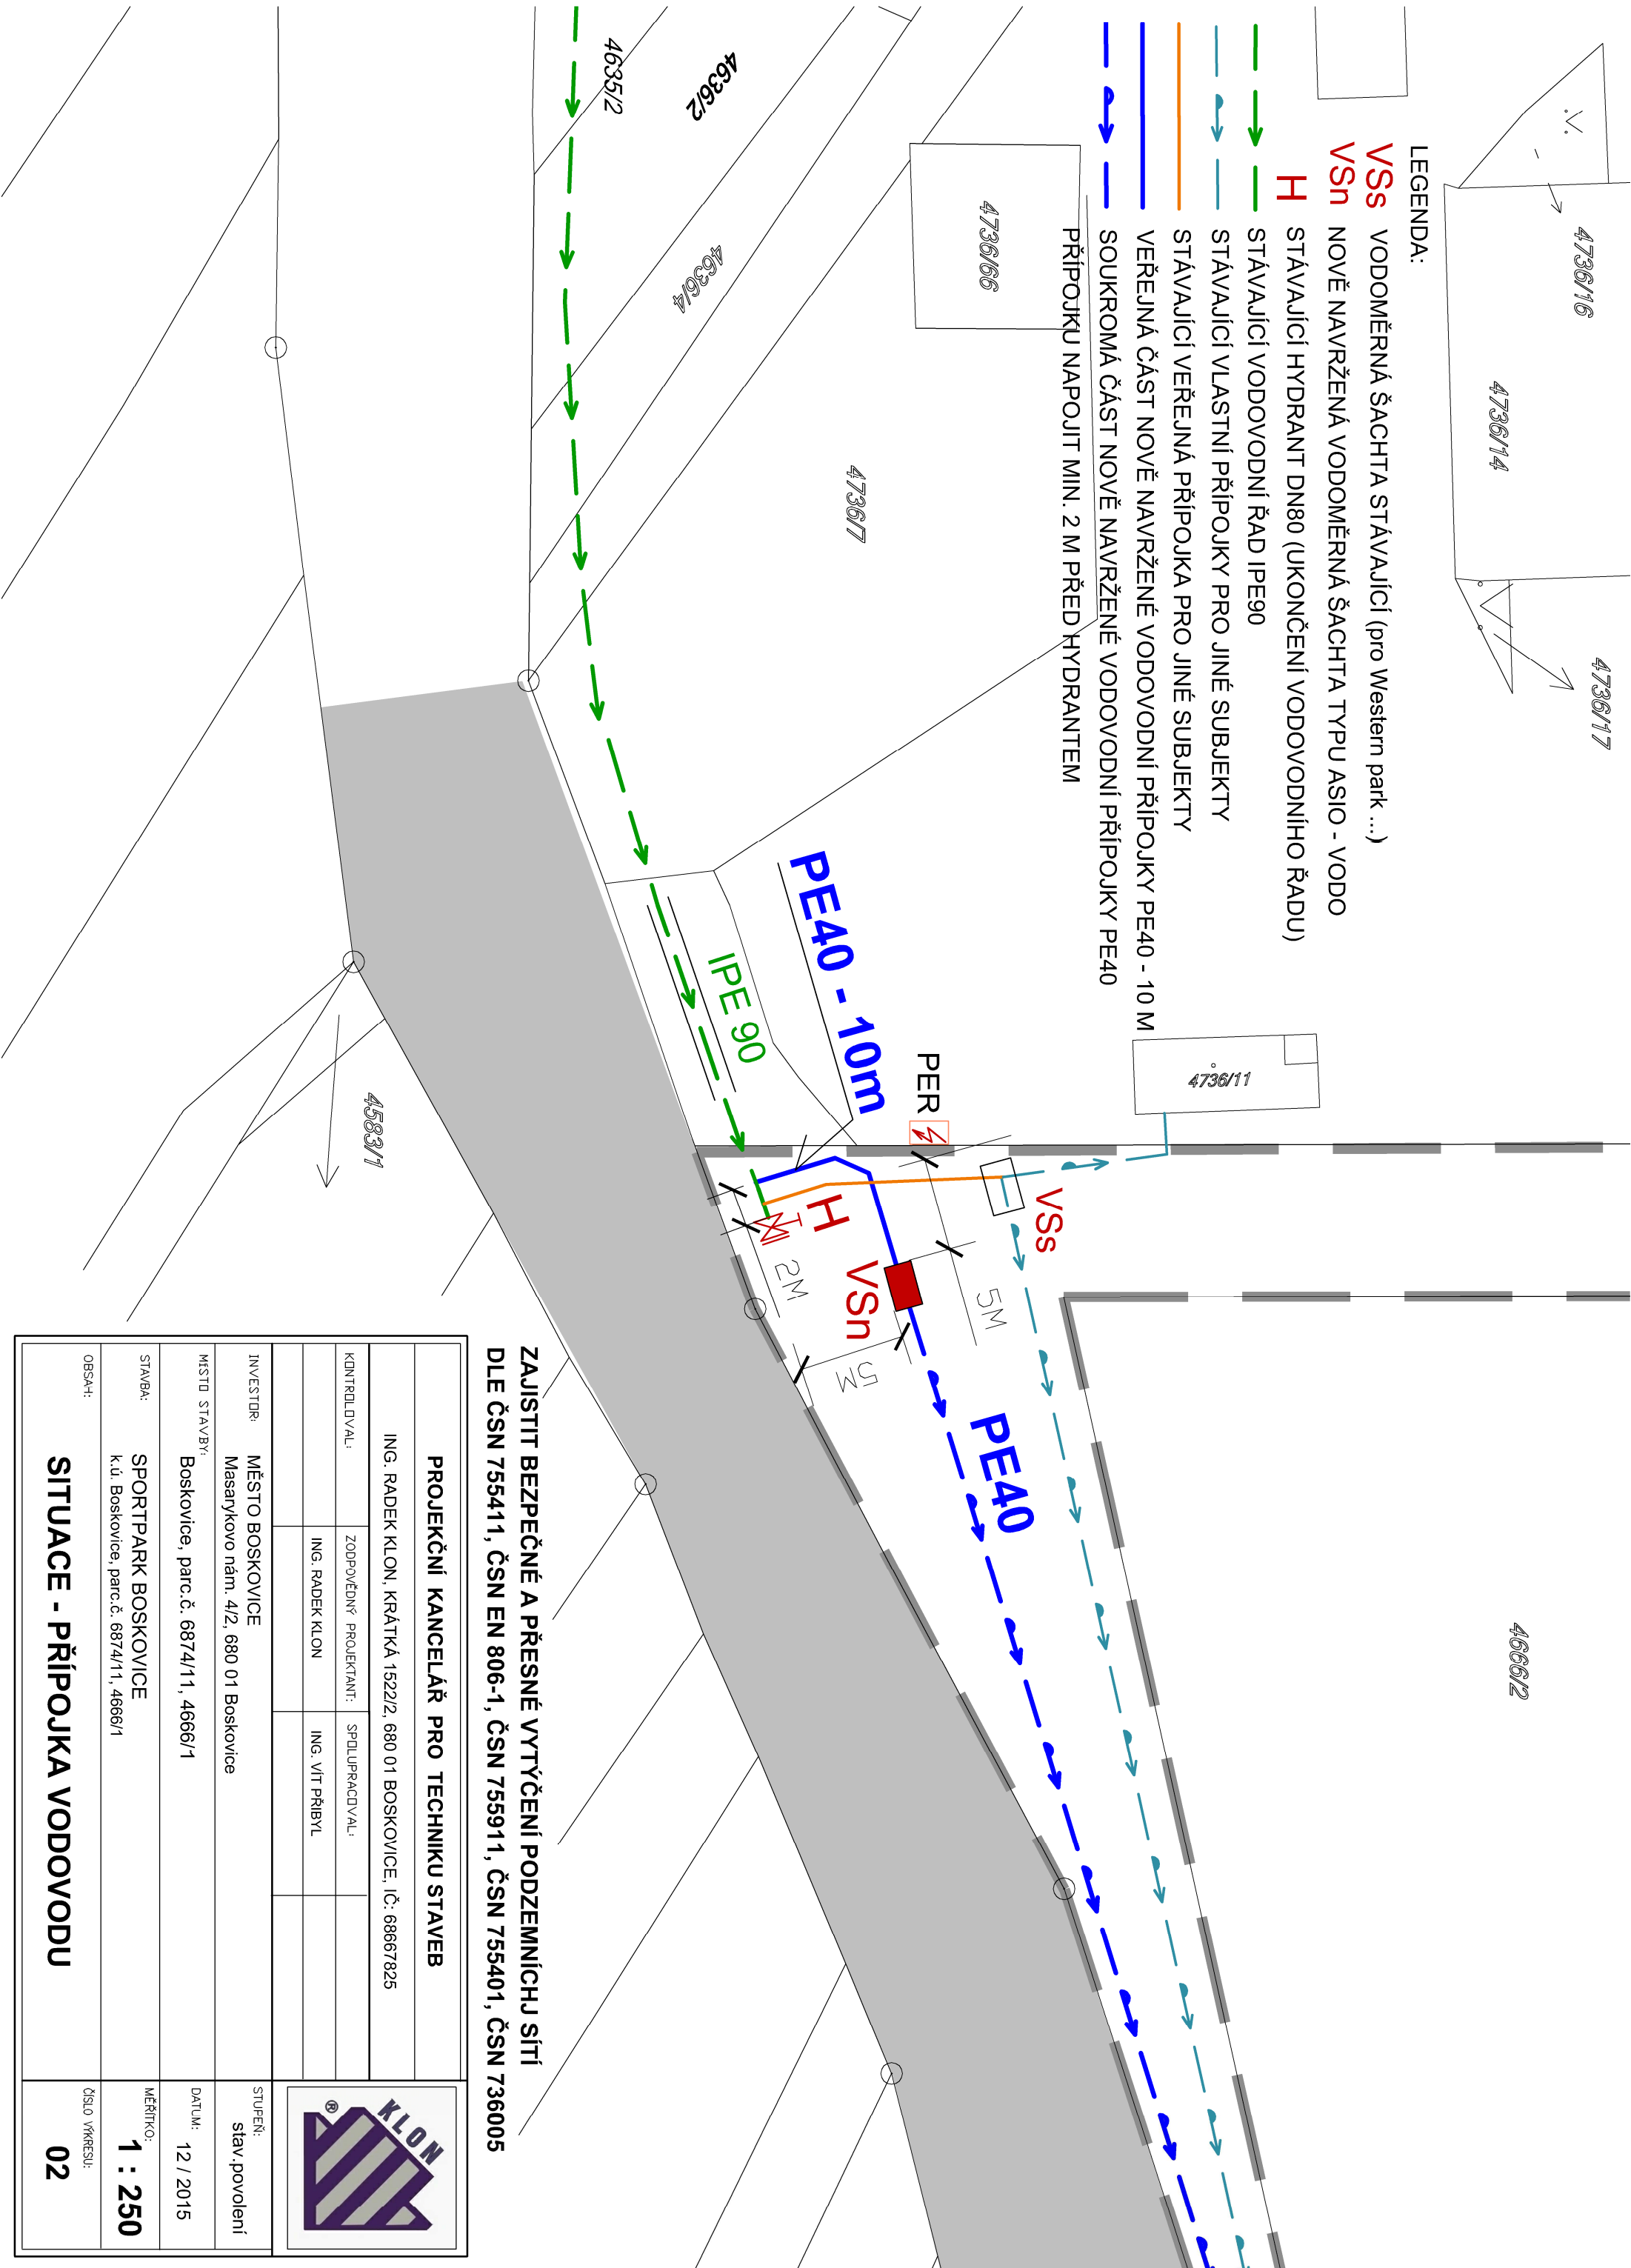 LEGENDA:
VSs VODOMĚRNÁ ŠACHTA STÁVAJÍCÍ (pro Western park ...)
VSn NOVĚ NAVRŽENÁ VODOMĚRNÁ ŠACHTA TYPU ASIO - VODO
H STÁVAJÍCÍ HYDRANT DN80 (UKONČENÍ VODOVODNÍHO ŘADU)
STÁVAJÍCÍ VODOVODNÍ ŘAD IPE90
STÁVAJÍCÍ VLASTNÍ PŘÍPOJKY PRO JINÉ SUBJEKTY
STÁVAJÍCÍ VEŘEJNÁ PŘÍPOJKA PRO JINÉ SUBJEKTY
VEŘEJNÁ ČÁST NOVĚ NAVRŽENÉ VODOVODNÍ PŘÍPOJKY PE40 - 10 M
SOUKROMÁ ČÁST NOVĚ NAVRŽENÉ VODOVODNÍ PŘÍPOJKY PE40
PŘÍPOJKU NAPOJIT MIN. 2 M PŘED HYDRANTEM
4736/16
4736/14
4736/17
4736/66
4736/7
4636/2
4635/2
4636/4
4736/11
4666/2
4583/1
PE40 - 10m
IPE 90
PER
VSs
H
VSn
2M
5M
5M
PE40
ZAJISTIT BEZPEČNÉ A PŘESNÉ VYTÝČENÍ PODZEMNÍCHJ SÍTÍ
DLE ČSN 755411, ČSN EN 806-1, ČSN 755911, ČSN 755401, ČSN 736005
PROJEKČNÍ KANCELÁŘ PRO TECHNIKU STAVEB
ING. RADEK KLON, KRÁTKÁ 1522/2, 680 01 BOSKOVICE, IČ: 68667825
KONTROLOVAL: ZODPOVĚDNÝ PROJEKTANT: SPOLUPRACOVAL:
ING. RADEK KLON ING. VÍT PŘIBYL
KLON
®
INVESTOR: MĚSTO BOSKOVICE
Masarykovo nám. 4/2, 680 01 Boskovice
STUPEŇ: stav.povolení
MÍSTO STAVBY: Boskovice, parc.č. 6874/11, 4666/1
DATUM: 12 / 2015
STAVBA: SPORTPARK BOSKOVICE
k.ú. Boskovice, parc.č. 6874/11, 4666/1
MĚŘÍTKO: 1 : 250
OBSAH: SITUACE - PŘÍPOJKA VODOVODU
ČÍSLO VÝKRESU: 02